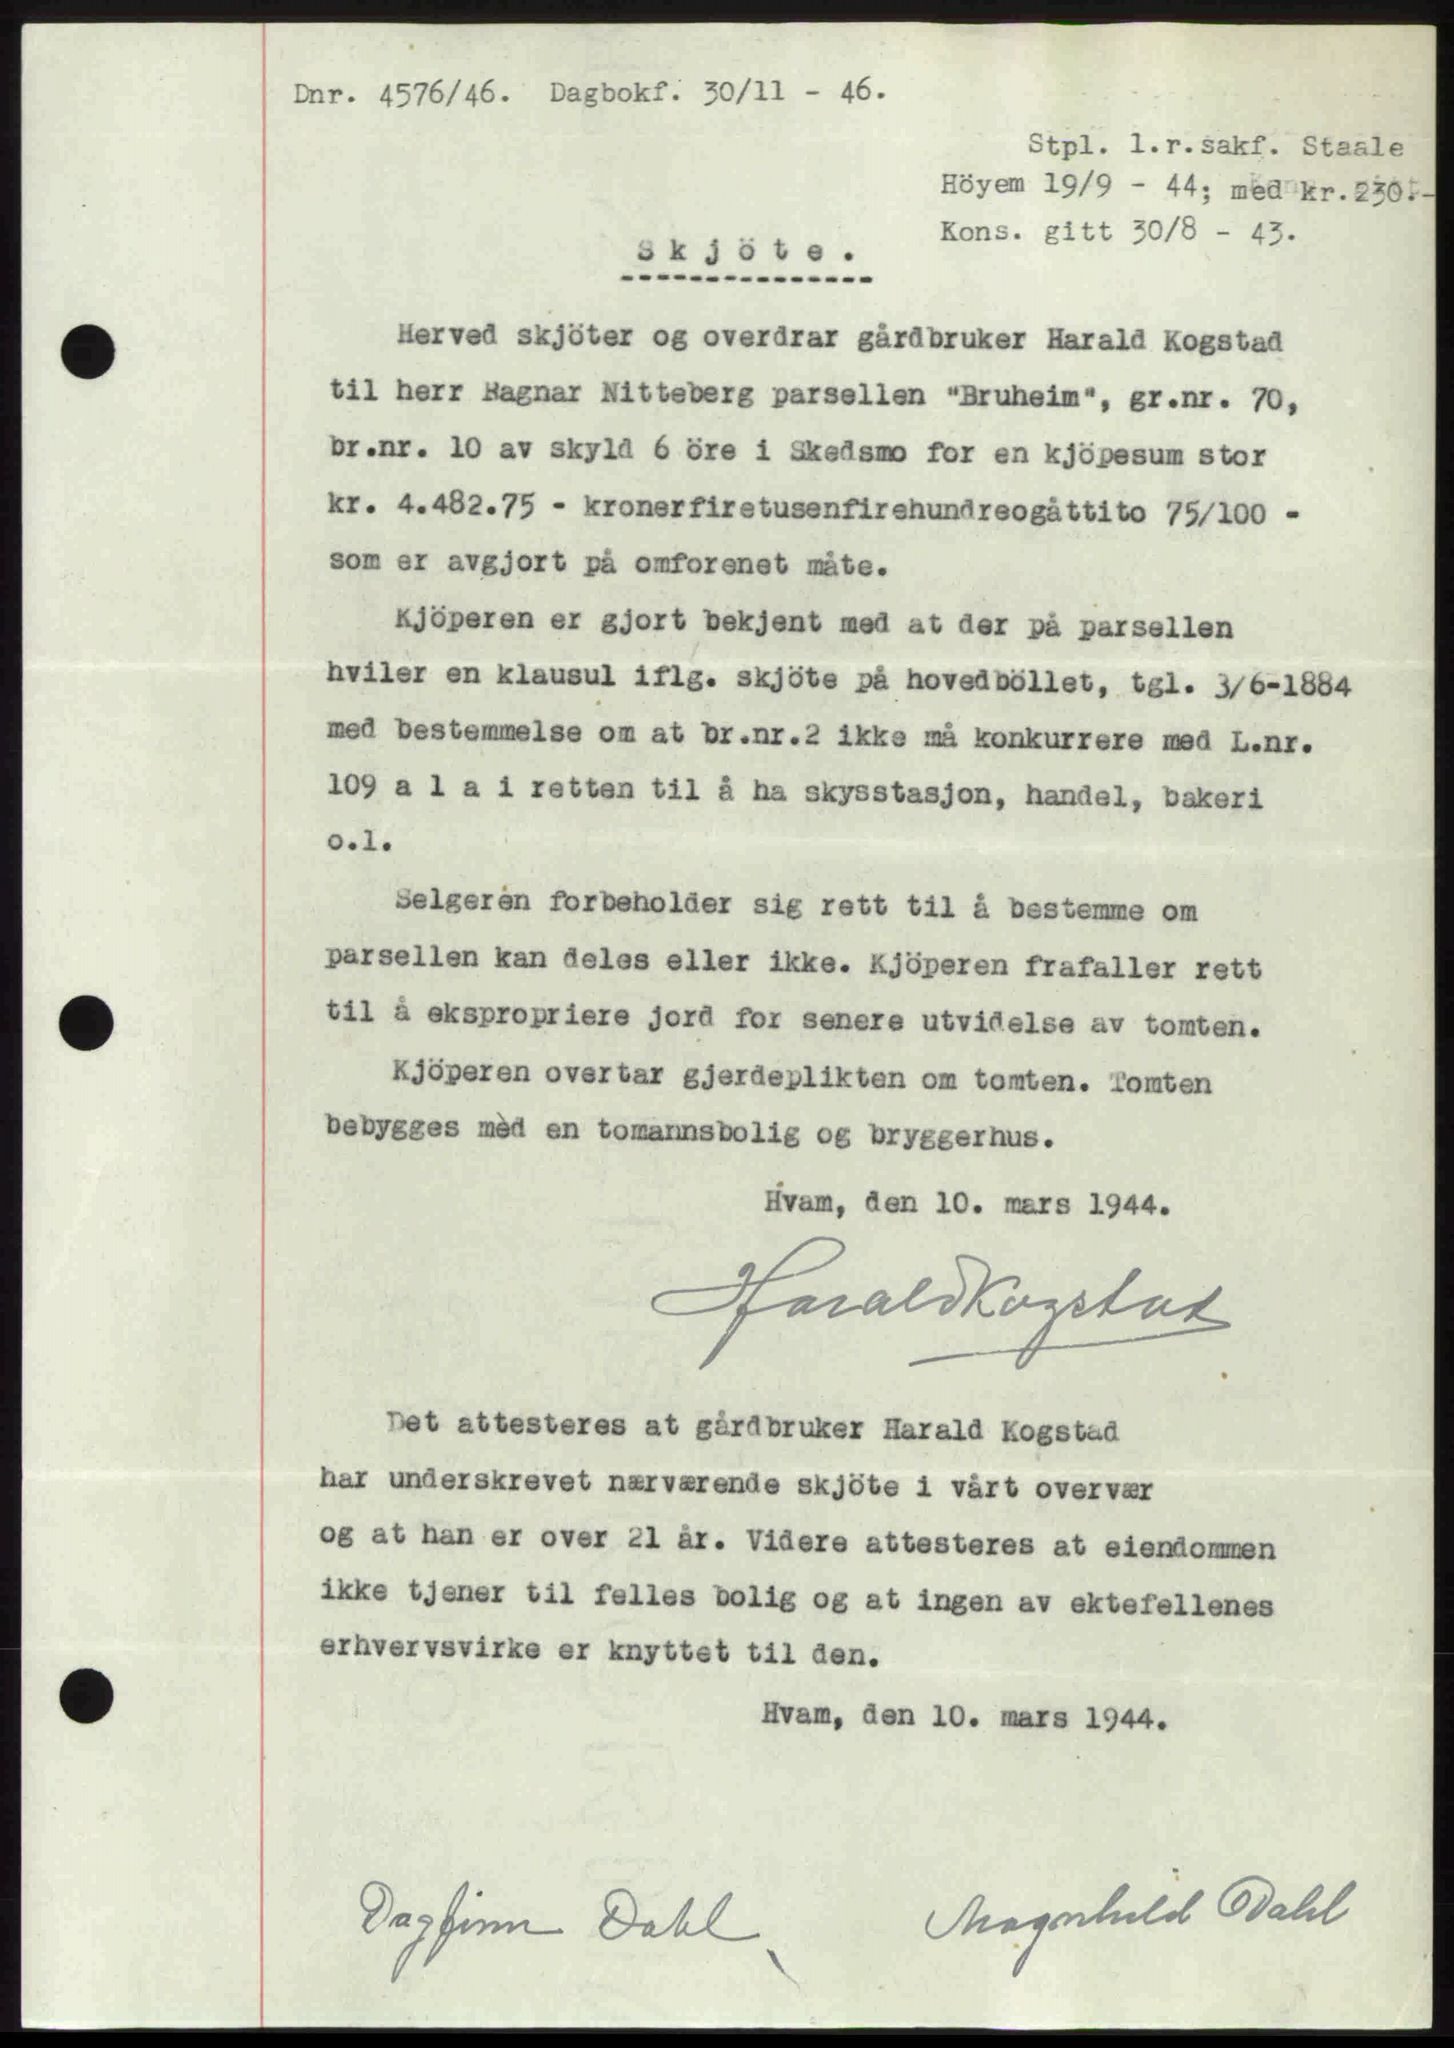 Dnr. 4576/46. Dagbokf. 30/11 - 46.
Stpl. l.r.sakf. Staale
Höyem 19/9 - 44; med kr.230.-
Kons. gitt 30/8 - 43.
Skjöte.
Herved skjöter og overdrar gårdbruker Harald Kogstad
til herr Ragnar Nitteberg parsellen "Bruheim", gr.nr. 70,
br.nr. 10 av skyld 6 öre i Skedsmo for en kjöpesum stor
kr. 4.482.75 - kronerfiretusenfirehundreogåttito 75/100 -
som er avgjort på omforenet måte.
Kjöperen er gjort bekjent med at der på parsellen
hviler en klausul iflg. skjöte på hovedböllet, tgl. 3/6-1884
med bestemmelse om at br.nr.2 ikke må konkurrere med L.nr.
109 a l a i retten til å ha skysstasjon, handel, bakeri
o.l.
Selgeren forbeholder sig rett til å bestemme om
parsellen kan deles eller ikke. Kjöperen frafaller rett
til å ekspropriere jord for senere utvidelse av tomten.
Kjöperen overtar gjerdeplikten om tomten. Tomten
bebygges med en tomannsbolig og bryggerhus.
Hvam, den 10. mars 1944.
Harald Kogstad
Det attesteres at gårdbruker Harald Kogstad
har underskrevet nærværende skjöte i vårt overvær
og at han er over 21 år. Videre attesteres at eiendommen
ikke tjener til felles bolig og at ingen av ektefellenes
erhvervsvirke er knyttet til den.
Hvam, den 10. mars 1944.
Dagfinn Dahl Magnhild Dahl